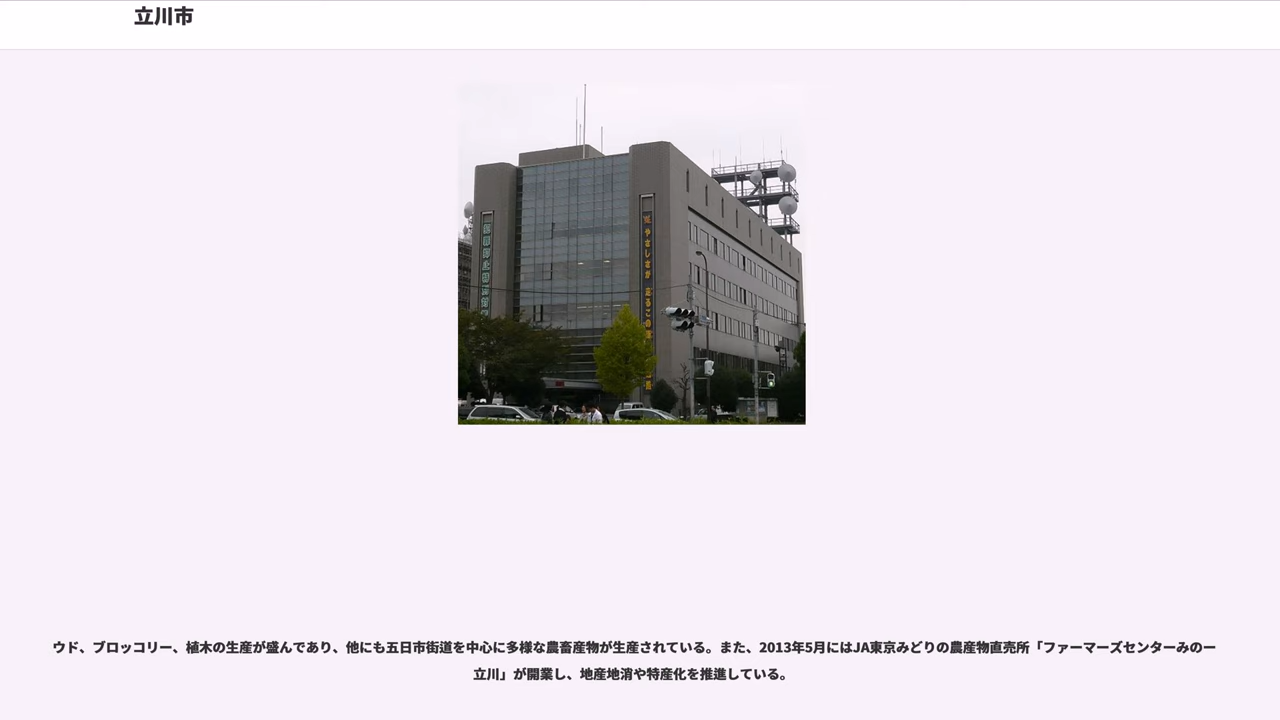 立川市
やさしさが
ウド、ブロッコリー、植木の生産が盛んであり、他にも五日市街道を中心に多様な農畜産物が生産されている。また、2013年5月にはJA東京みどりの農産物直売所「ファーマーズセンターみのー
立川」が開業し、地産地消や特産化を推進している。